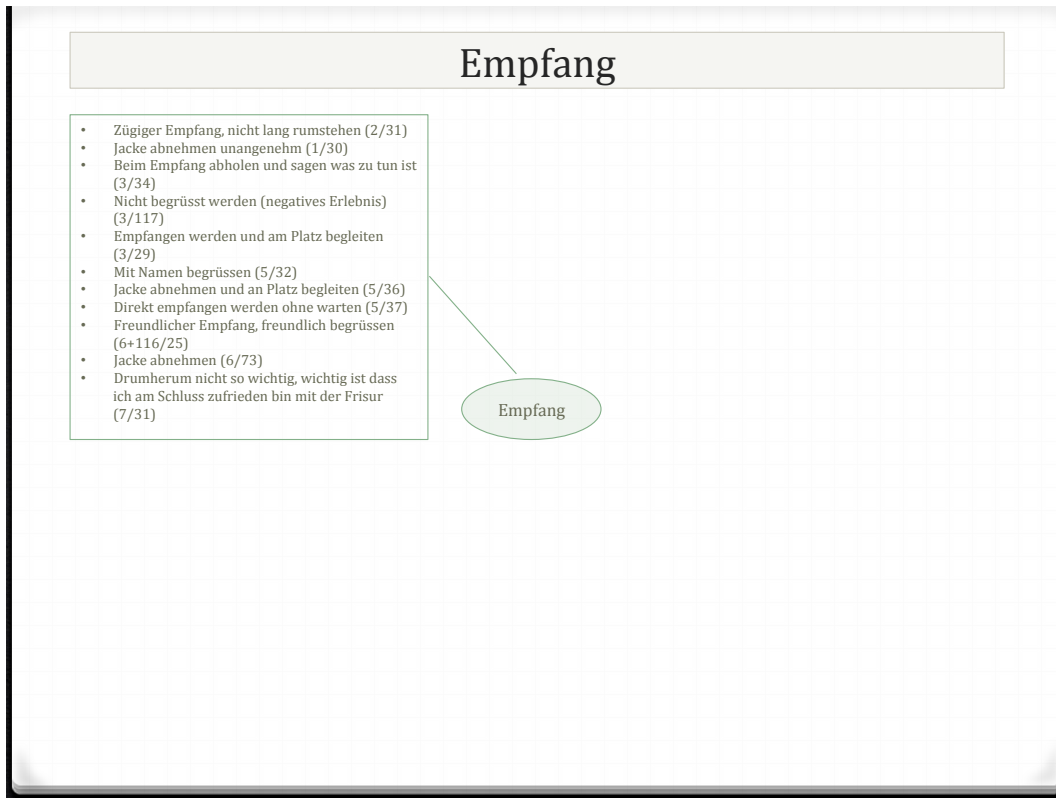 Empfang
• Zügiger Empfang, nicht lang rumstehen (2/31)
• Jacke abnehmen unangenehm (1/30)
• Beim Empfang abholen und sagen was zu tun ist
(3/34)
• Nicht begrüsst werden (negatives Erlebnis)
(3/117)
• Empfangen werden und am Platz begleiten
(3/29)
• Mit Namen begrüssen (5/32)
• Jacke abnehmen und an Platz begleiten (5/36)
• Direkt empfangen werden ohne warten (5/37)
• Freundlicher Empfang, freundlich begrüssen
(6+116/25)
• Jacke abnehmen (6/73)
• Drumherum nicht so wichtig, wichtig ist dass
ich am Schluss zufrieden bin mit der Frisur
(7/31)
Empfang